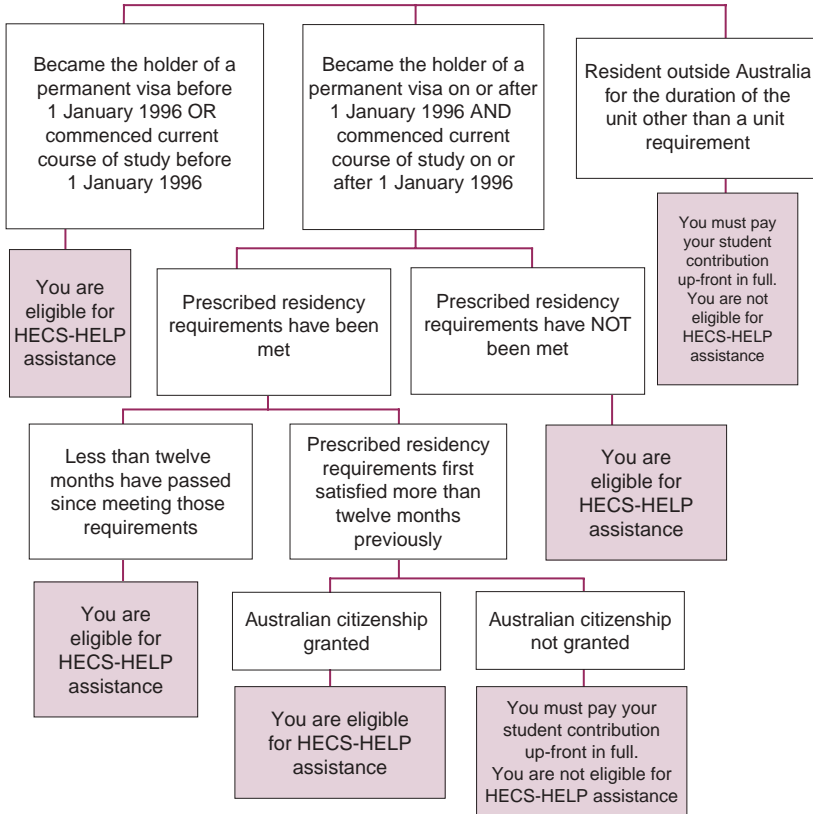 Became the holder of a
permanent visa before
1 January 1996 OR
commenced current
course of study before
1 January 1996
Became the holder of a
permanent visa on or after
1 January 1996 AND
commenced current
course of study on or
after 1 January 1996
Resident outside Australia
for the duration of the
unit other than a unit
requirement
You are
eligible for
HECS-HELP
assistance
Prescribed residency
requirements have been
met
Prescribed residency
requirements have NOT
been met
You must pay
your student
contribution
up-front in full.
You are not
eligible for
HECS-HELP
assistance
Less than twelve
months have passed
since meeting those
requirements
Prescribed residency
requirements first
satisfied more than
twelve months
previously
You are
eligible for
HECS-HELP
assistance
You are
eligible for
HECS-HELP
assistance
Australian citizenship
granted
Australian citizenship
not granted
You are eligible
for HECS-HELP
assistance
You must pay your
student contribution
up-front in full.
You are not eligible for
HECS-HELP assistance